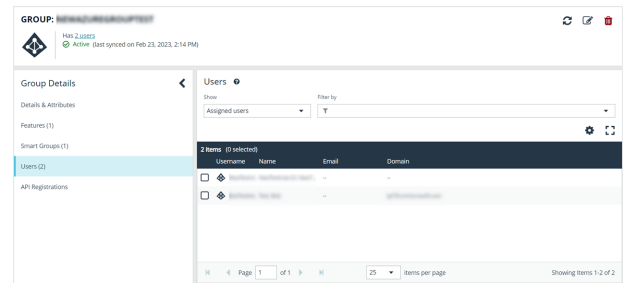 GROUP:
Has 2 users
Active (last synced on Feb 23, 2023, 2:14 PM)
Group Details
Details & Attributes
Features (1)
Smart Groups (1)
Users (2)
API Registrations
Users
Show
Filter by
Assigned users
2 Items (0 selected)
Username Name Email Domain
-- --
--
Page 1 of 1
25 items per page
Showing Items 1-2 of 2